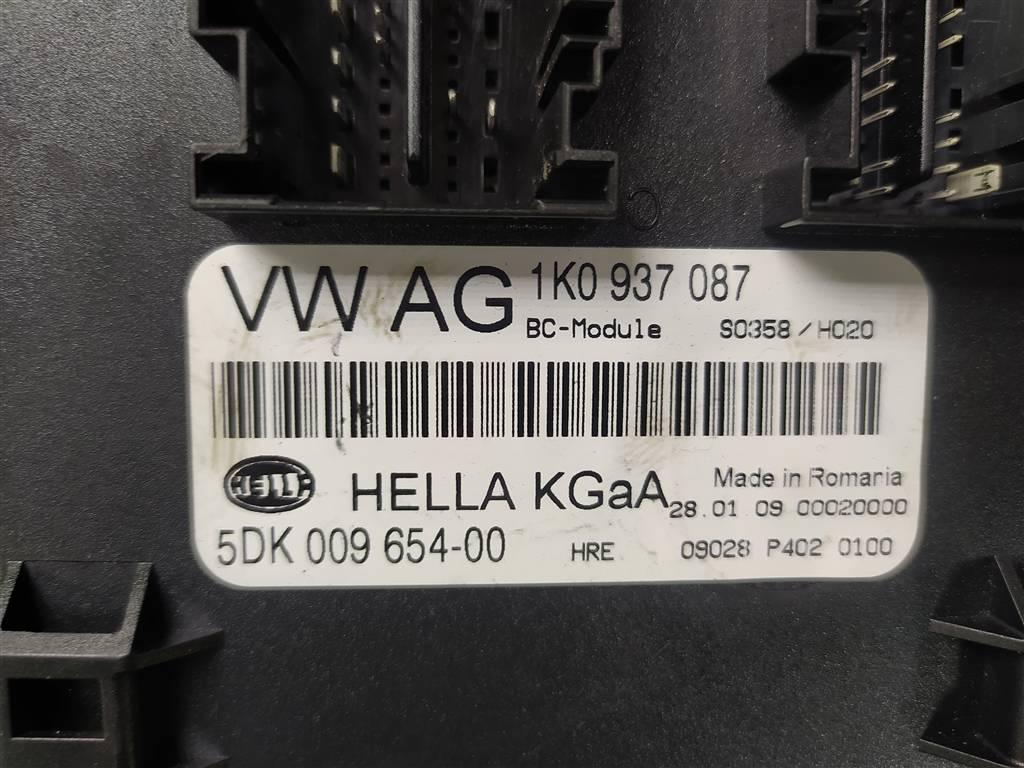 VW AG 1K0 937 087
BC-Module S0358/H020
HELLA HELLA KGaA Made in Romania
28.01.09 00020000
5DK 009 654-00 HRE 09028 P402 0100